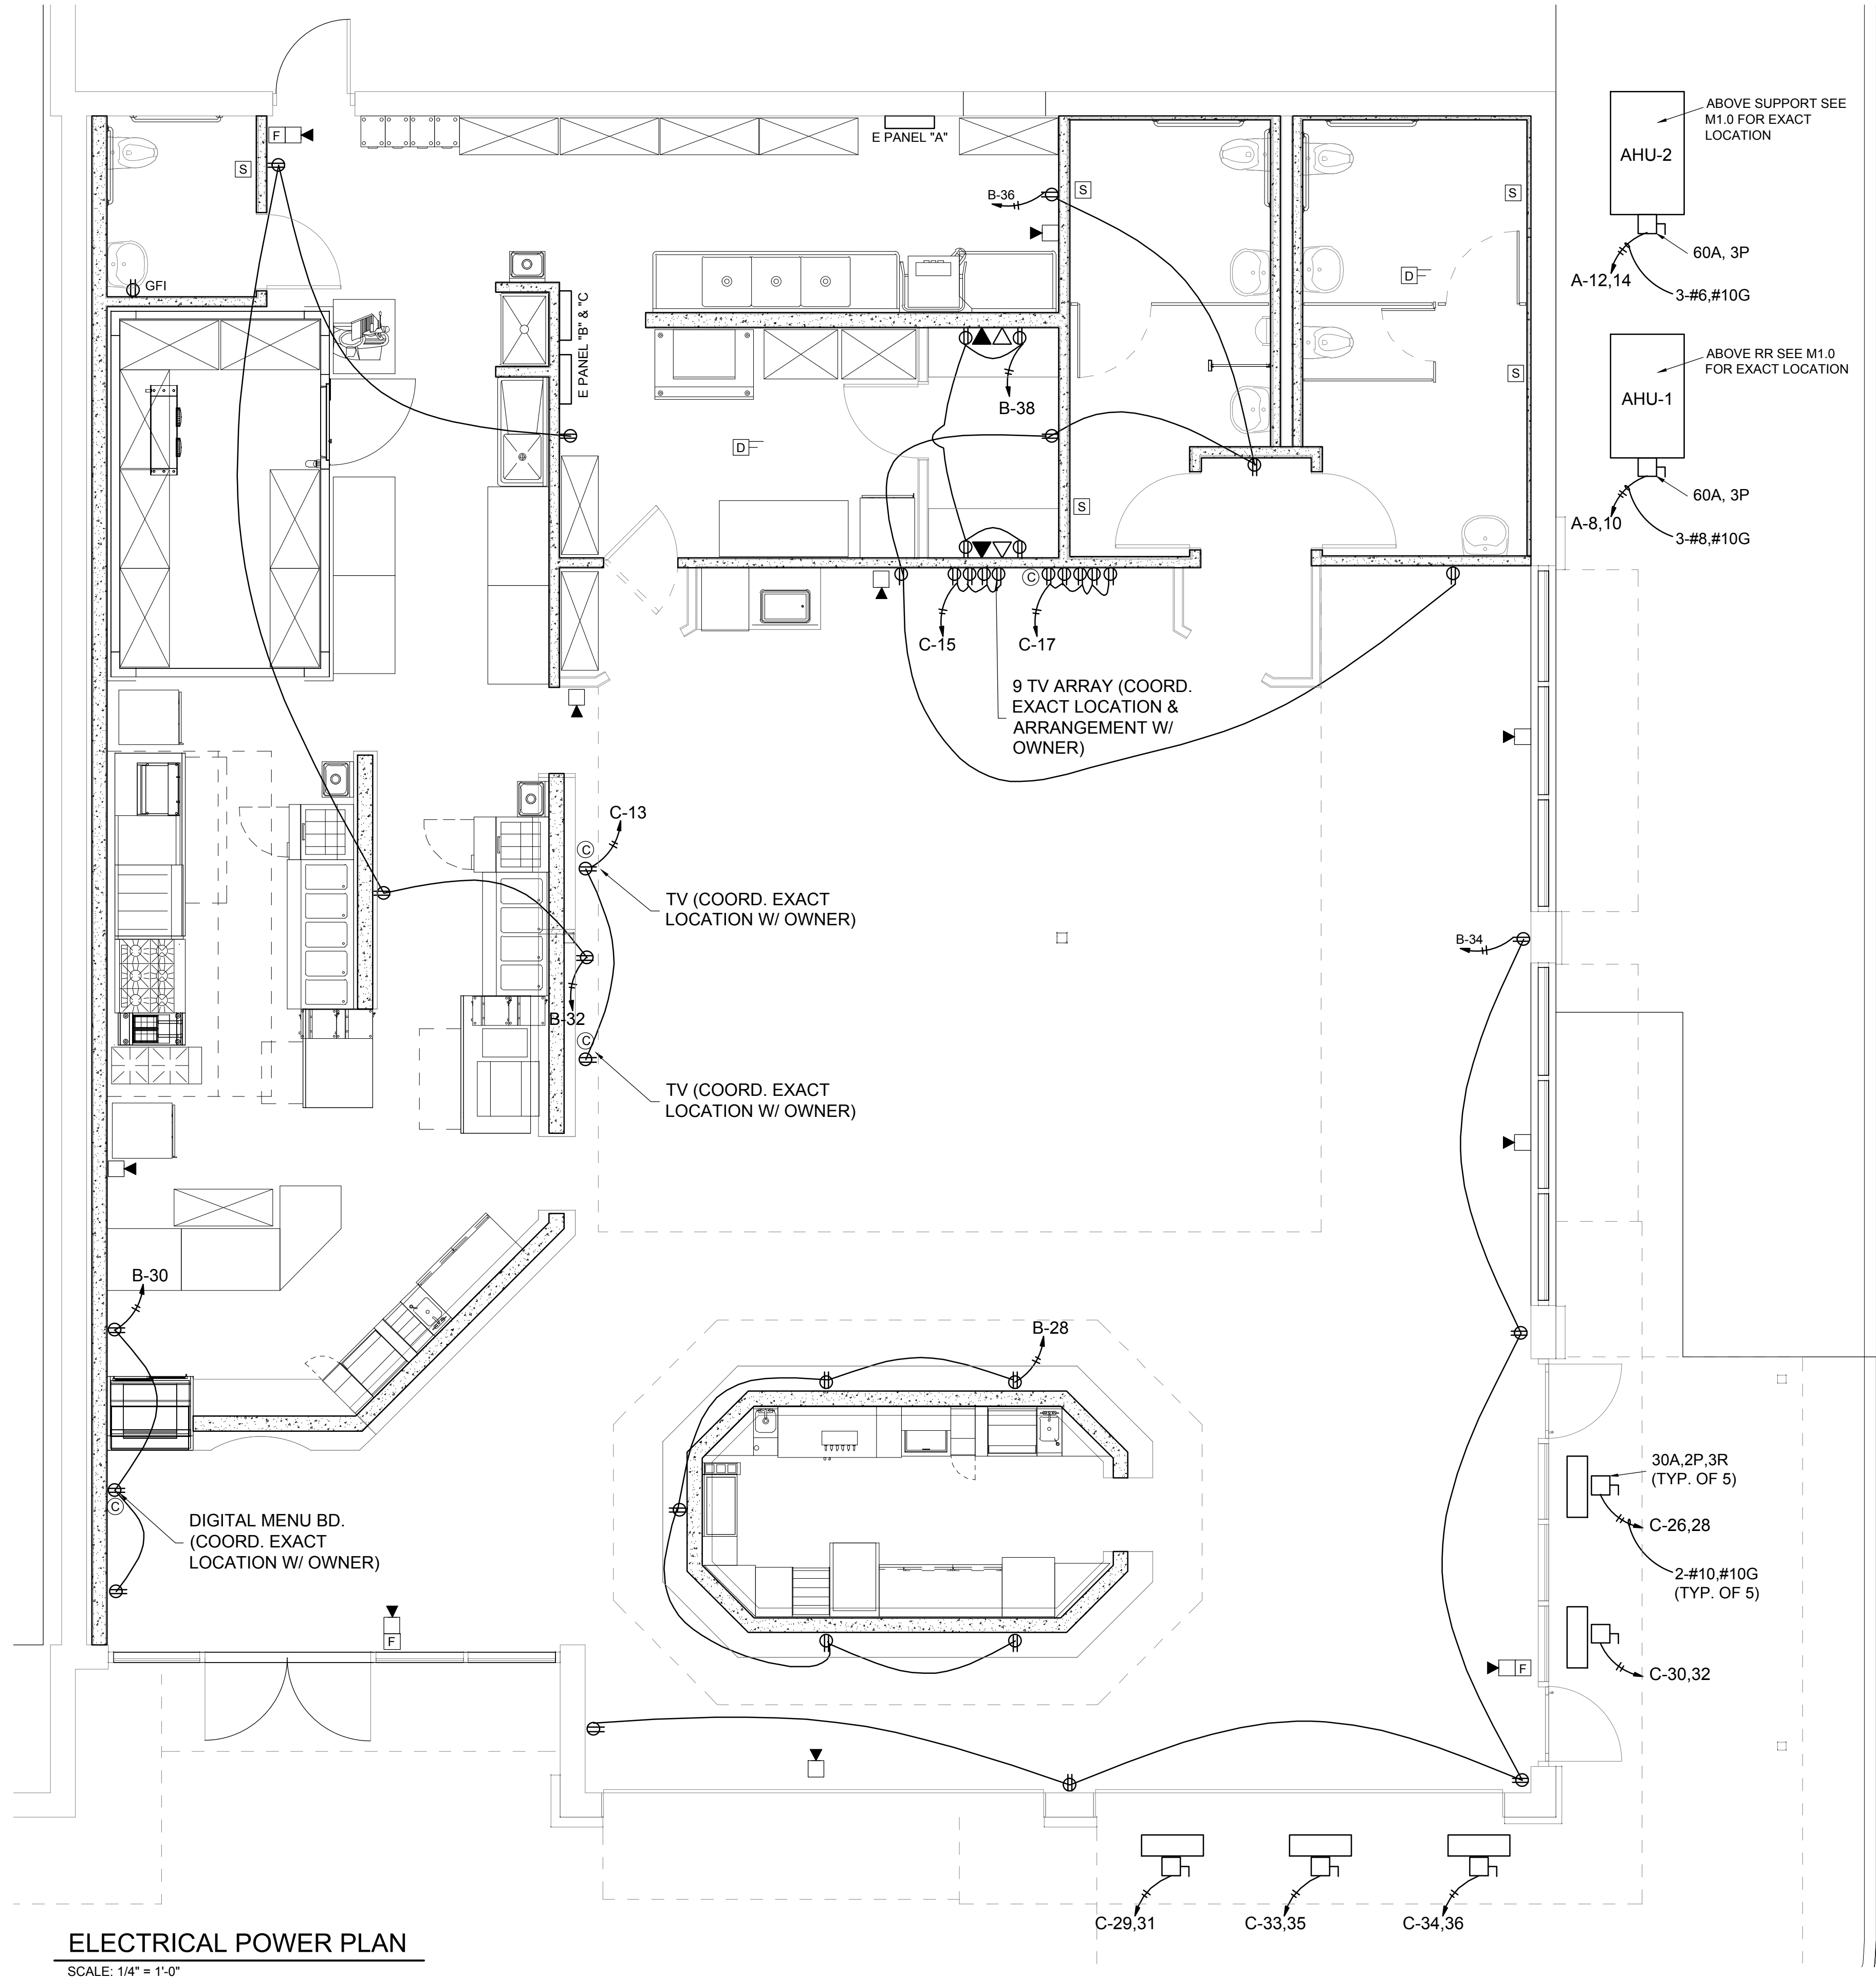 ABOVE SUPPORT SEE
M1.0 FOR EXACT
LOCATION
AHU-2
60A, 3P
A-12,14
3-#6,#10G
ABOVE RR SEE M1.0
FOR EXACT LOCATION
AHU-1
60A, 3P
A-8,10
3-#8,#10G
F
S
E PANEL "A"
B-36
S
S
D
GFI
E PANEL "B" & "C
B-38
D
S
S
C
C-15
C-17
9 TV ARRAY (COORD.
EXACT LOCATION &
ARRANGEMENT W/
OWNER)
C-13
C
TV (COORD. EXACT
LOCATION W/ OWNER)
B-34
B-32
C
TV (COORD. EXACT
LOCATION W/ OWNER)
B-30
B-28
C
DIGITAL MENU BD.
(COORD. EXACT
LOCATION W/ OWNER)
30A,2P,3R
(TYP. OF 5)
C-26,28
2-#10,#10G
(TYP. OF 5)
F
F
C-30,32
C-29,31
C-33,35
C-34,36
ELECTRICAL POWER PLAN
SCALE: 1/4" = 1'-0"